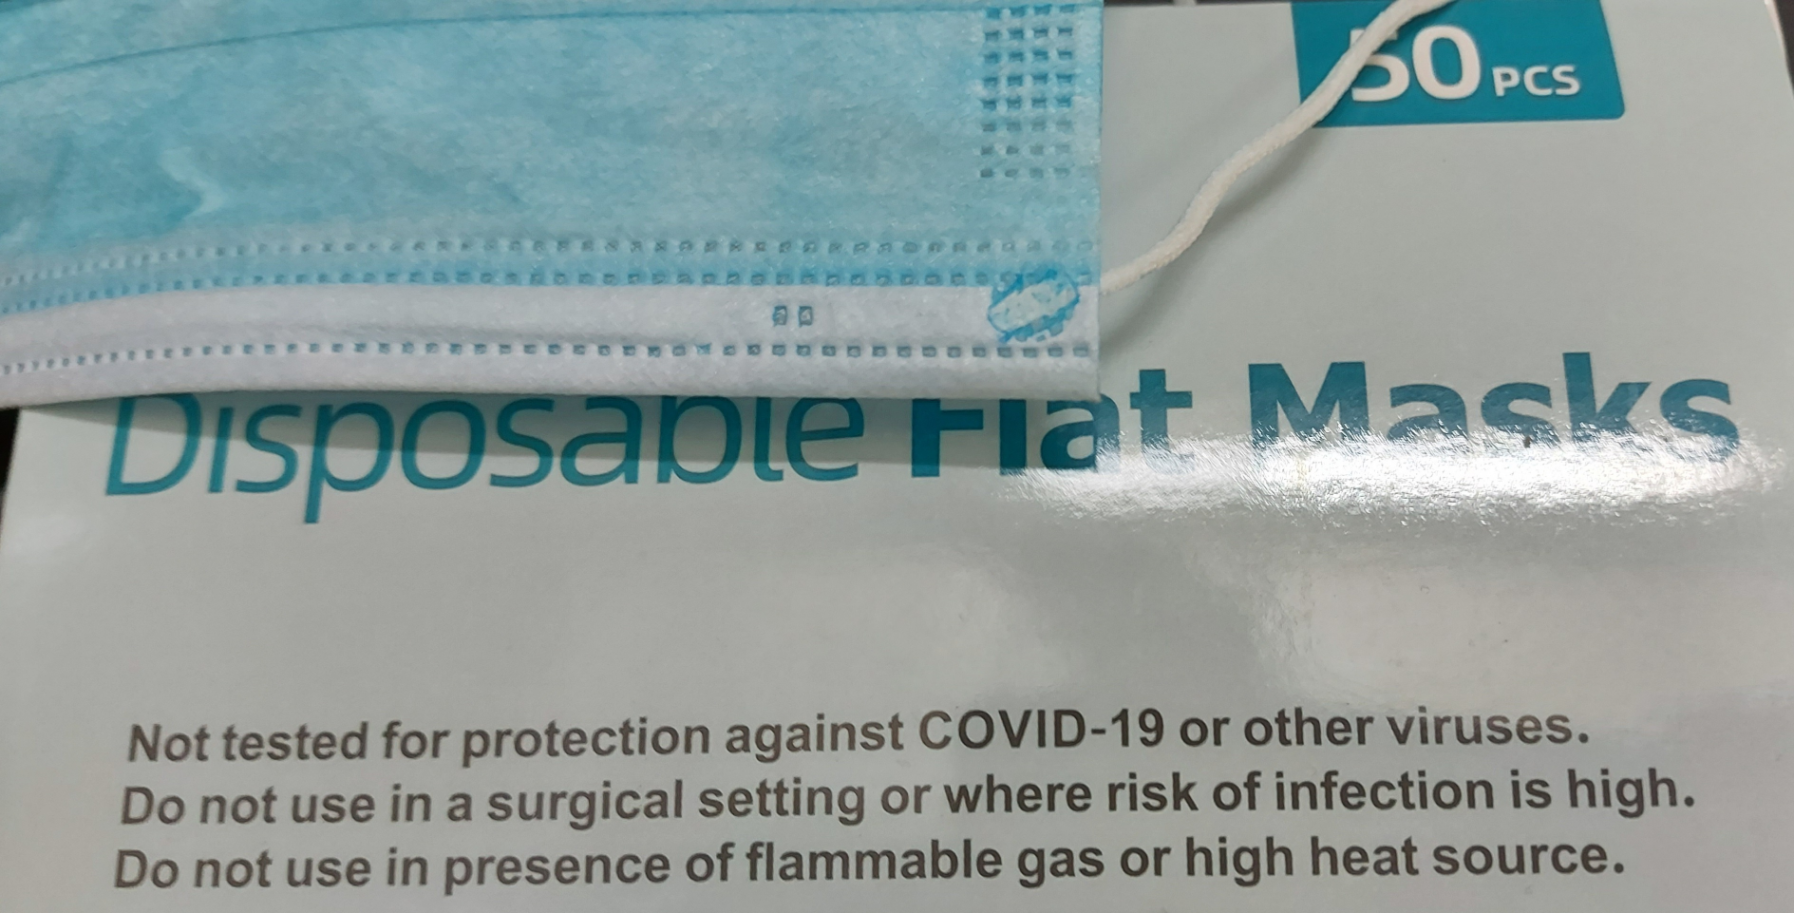 50 PCS
Disposable Flat Masks
Not tested for protection against COVID-19 or other viruses.
Do not use in a surgical setting or where risk of infection is high.
Do not use in presence of flammable gas or high heat source.